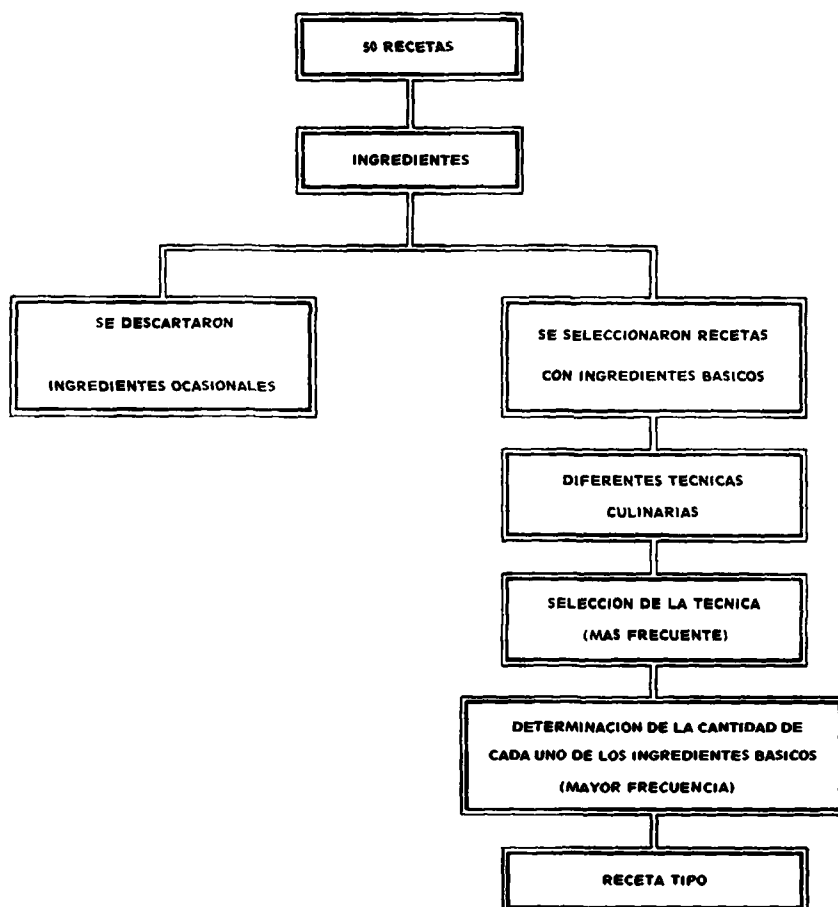 50 RECETAS
INGREDIENTES
SE DESCARTARON
INGREDIENTES OCASIONALES
SE SELECCIONARON RECETAS
CON INGREDIENTES BASICOS
DIFERENTES TECNICAS
CULINARIAS
SELECCION DE LA TECNICA
(MAS FRECUENTE)
DETERMINACION DE LA CANTIDAD DE
CADA UNO DE LOS INGREDIENTES BASICOS
(MAYOR FRECUENCIA)
RECETA TIPO